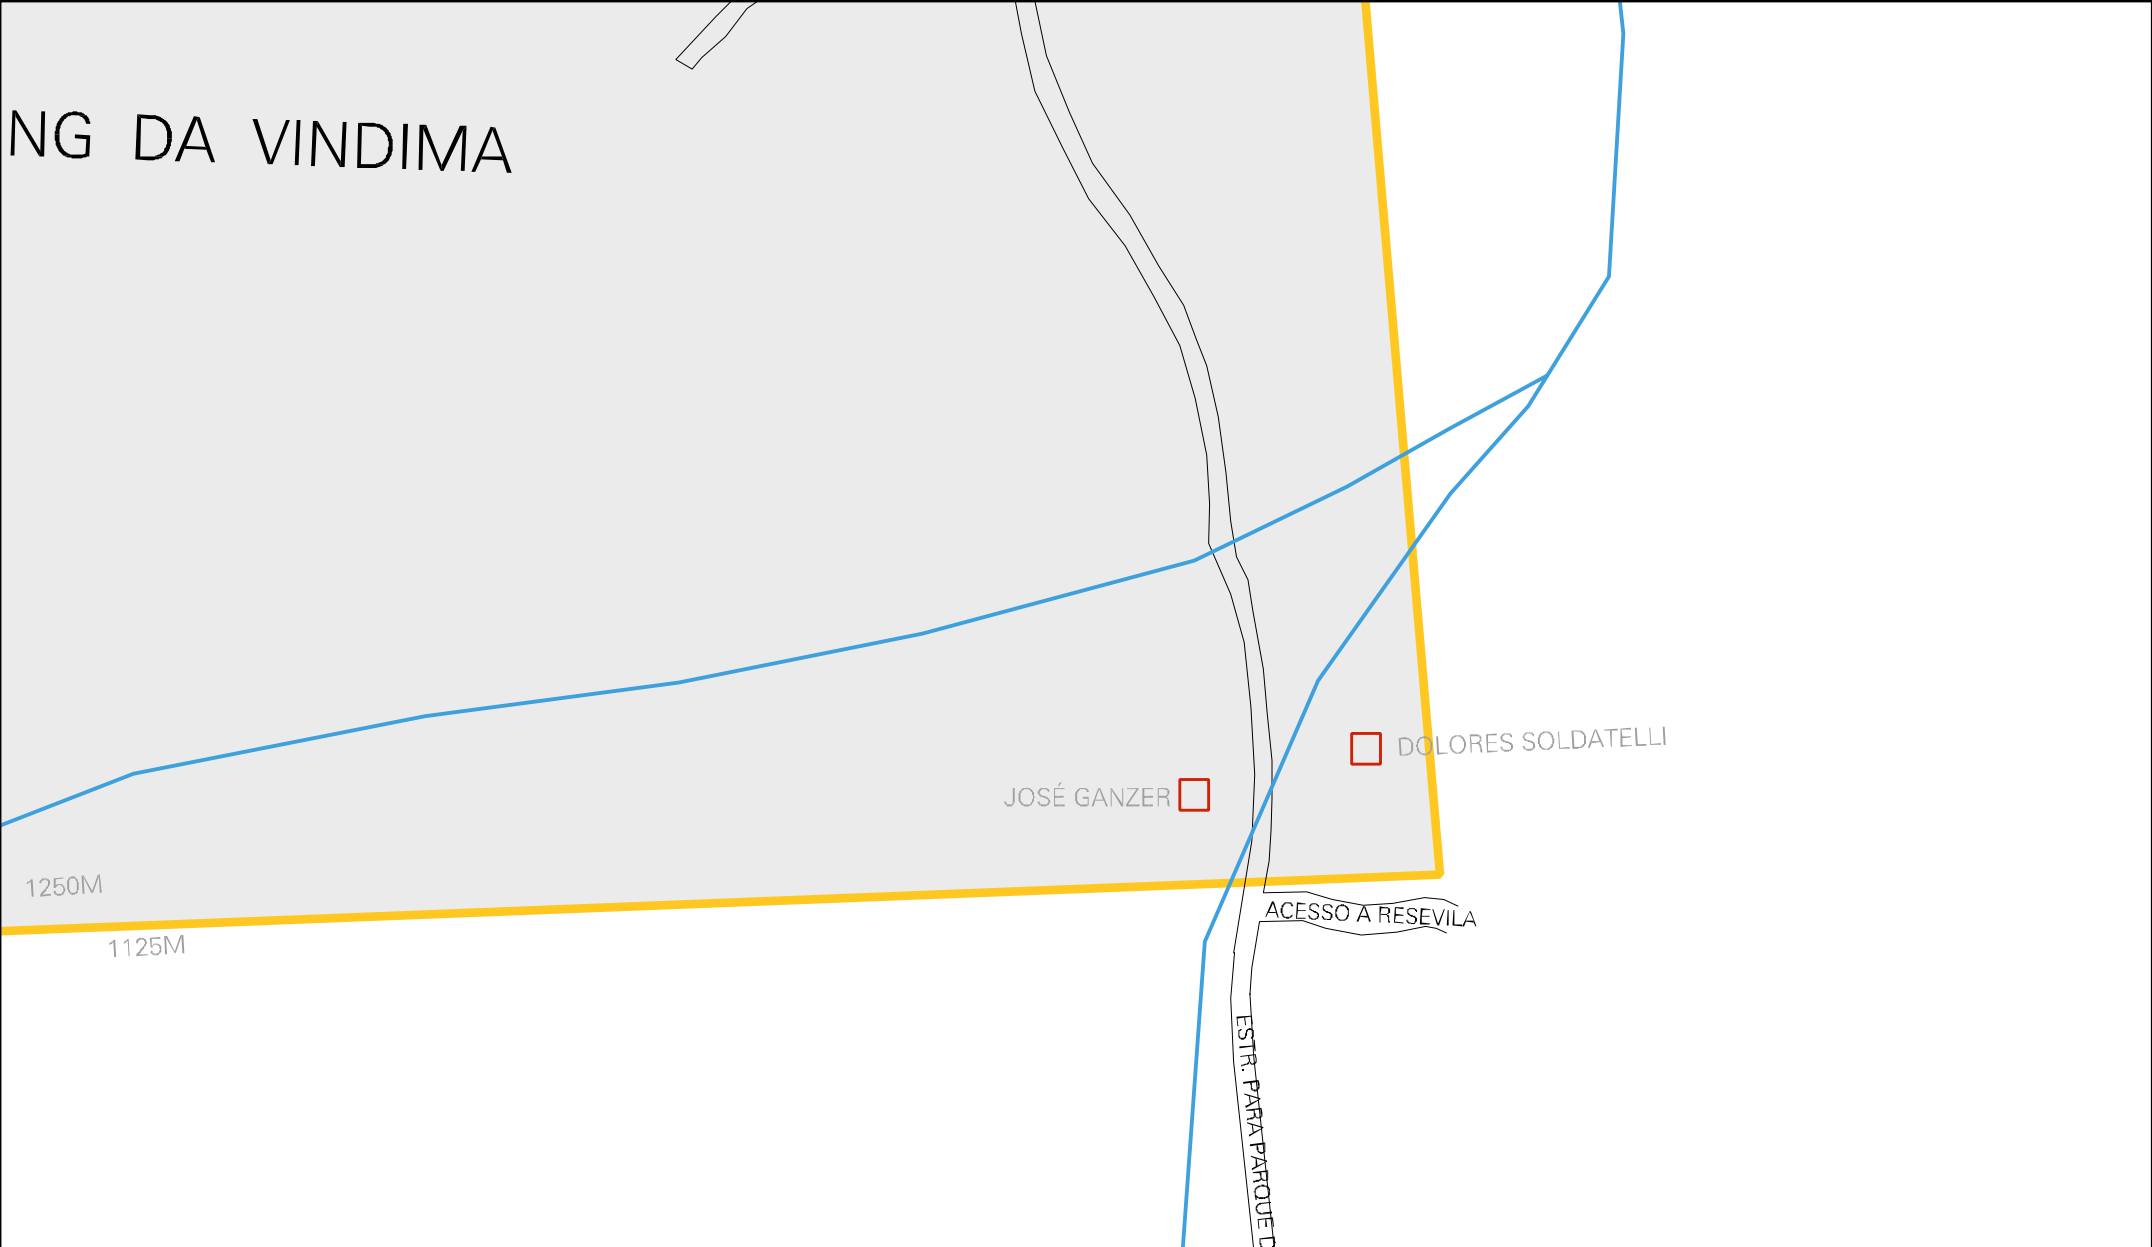 NG DA VINDIMA
DOLORES SOLDATELLI
JOSÉ GANZER
1250M
1125M
ACESSO A RESEVILA
ESTR. PARA PARQUE D